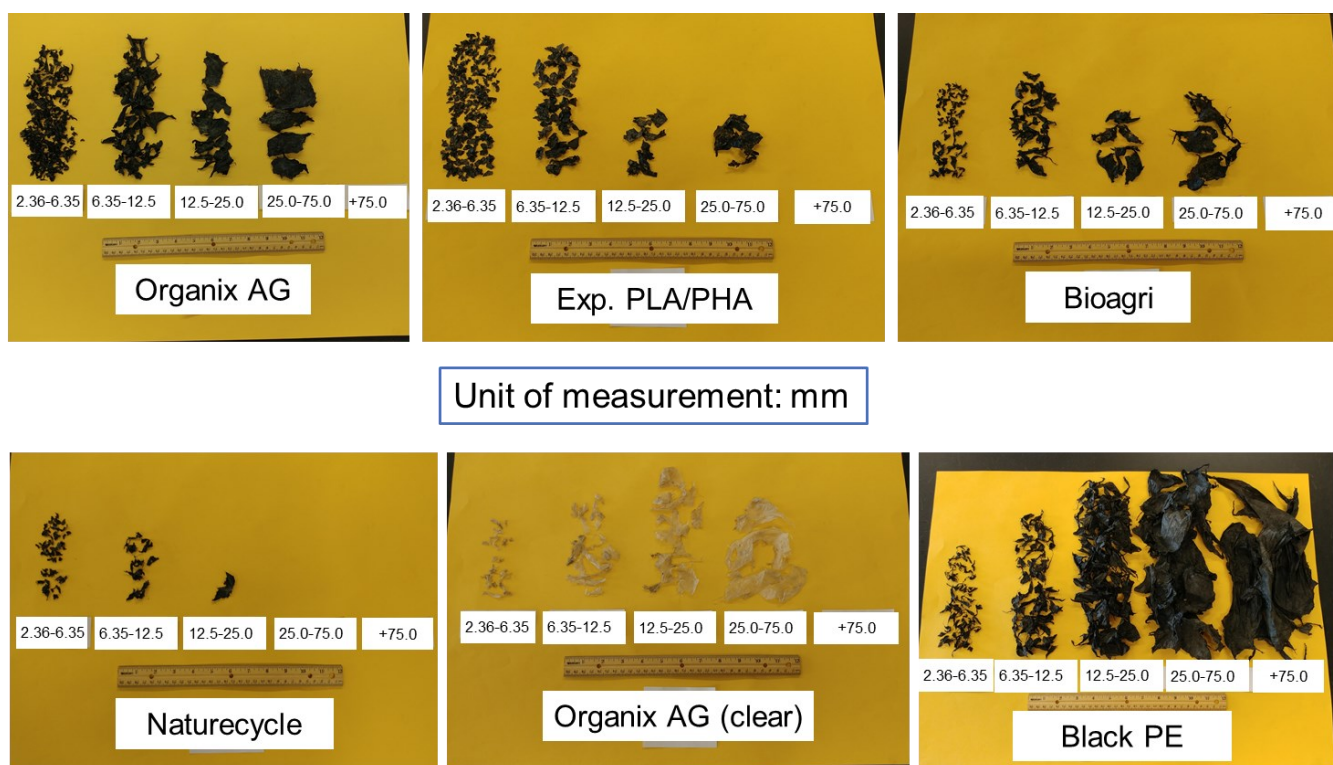 2.36-6.35 6.35-12.5 12.5-25.0 25.0-75.0 +75.0
Organix AG
2.36-6.35 6.35-12.5 12.5-25.0 25.0-75.0 +75.0
Exp. PLA/PHA
2.36-6.35 6.35-12.5 12.5-25.0 25.0-75.0 +75.0
Bioagri
Unit of measurement: mm
2.36-6.35 6.35-12.5 12.5-25.0 25.0-75.0 +75.0
Naturecycle
2.36-6.35 6.35-12.5 12.5-25.0 25.0-75.0 +75.0
Organix AG (clear)
2.36-6.35 6.35-12.5 12.5-25.0 25.0-75.0 +75.0
Black PE